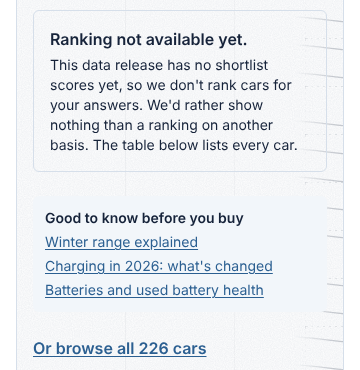 Ranking not available yet.
This data release has no shortlist
scores yet, so we don't rank cars for
your answers. We'd rather show
nothing than a ranking on another
basis. The table below lists every car.
Good to know before you buy
Winter range explained
Charging in 2026: what's changed
Batteries and used battery health
Or browse all 226 cars